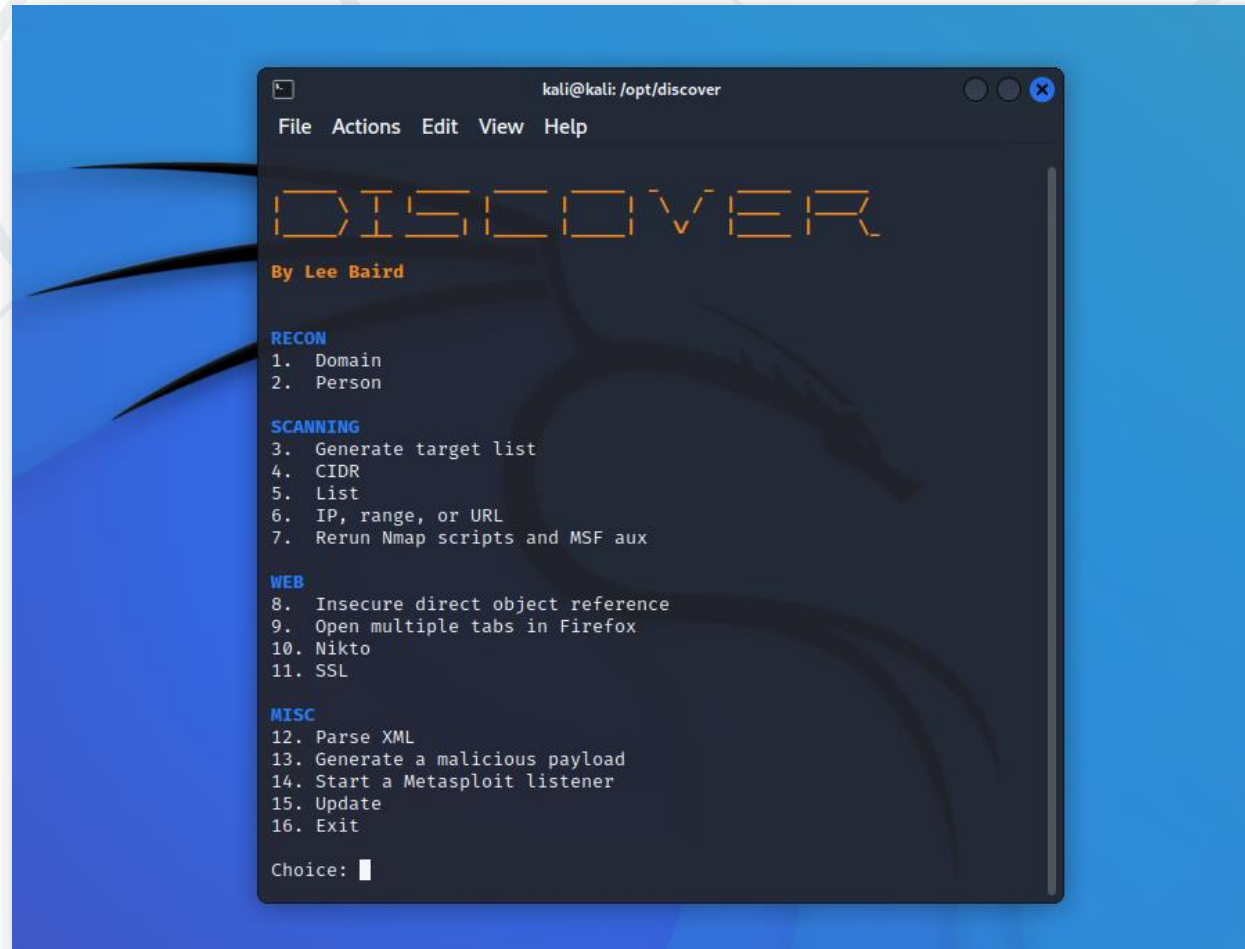 kali@kali: /opt/discover
File Actions Edit View Help
DISCOVER
By Lee Baird
RECON
1. Domain
2. Person
SCANNING
3. Generate target list
4. CIDR
5. List
6. IP, range, or URL
7. Rerun Nmap scripts and MSF aux
WEB
8. Insecure direct object reference
9. Open multiple tabs in Firefox
10. Nikto
11. SSL
MISC
12. Parse XML
13. Generate a malicious payload
14. Start a Metasploit listener
15. Update
16. Exit
Choice: